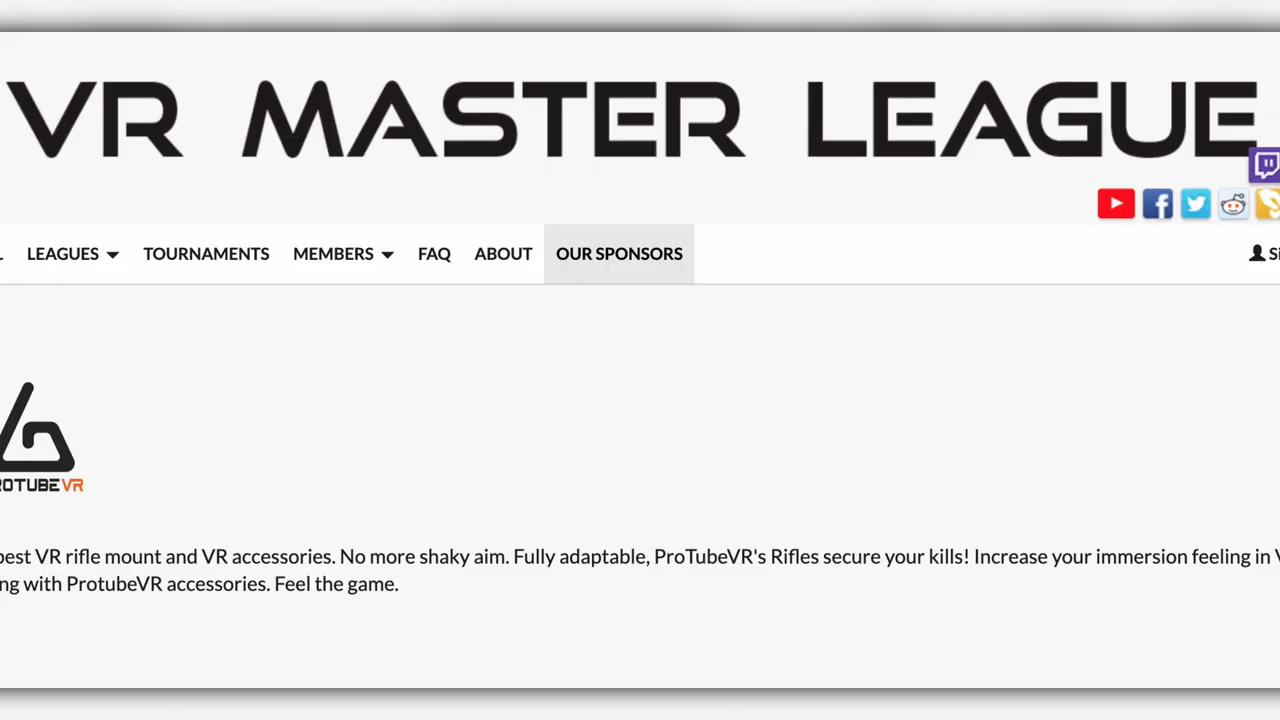 VR MASTER LEAGUE
LEAGUES TOURNAMENTS MEMBERS FAQ ABOUT OUR SPONSORS
ROTUBEVR
best VR rifle mount and VR accessories. No more shaky aim. Fully adaptable, ProTubeVR's Rifles secure your kills! Increase your immersion feeling in
ng with ProtubeVR accessories. Feel the game.